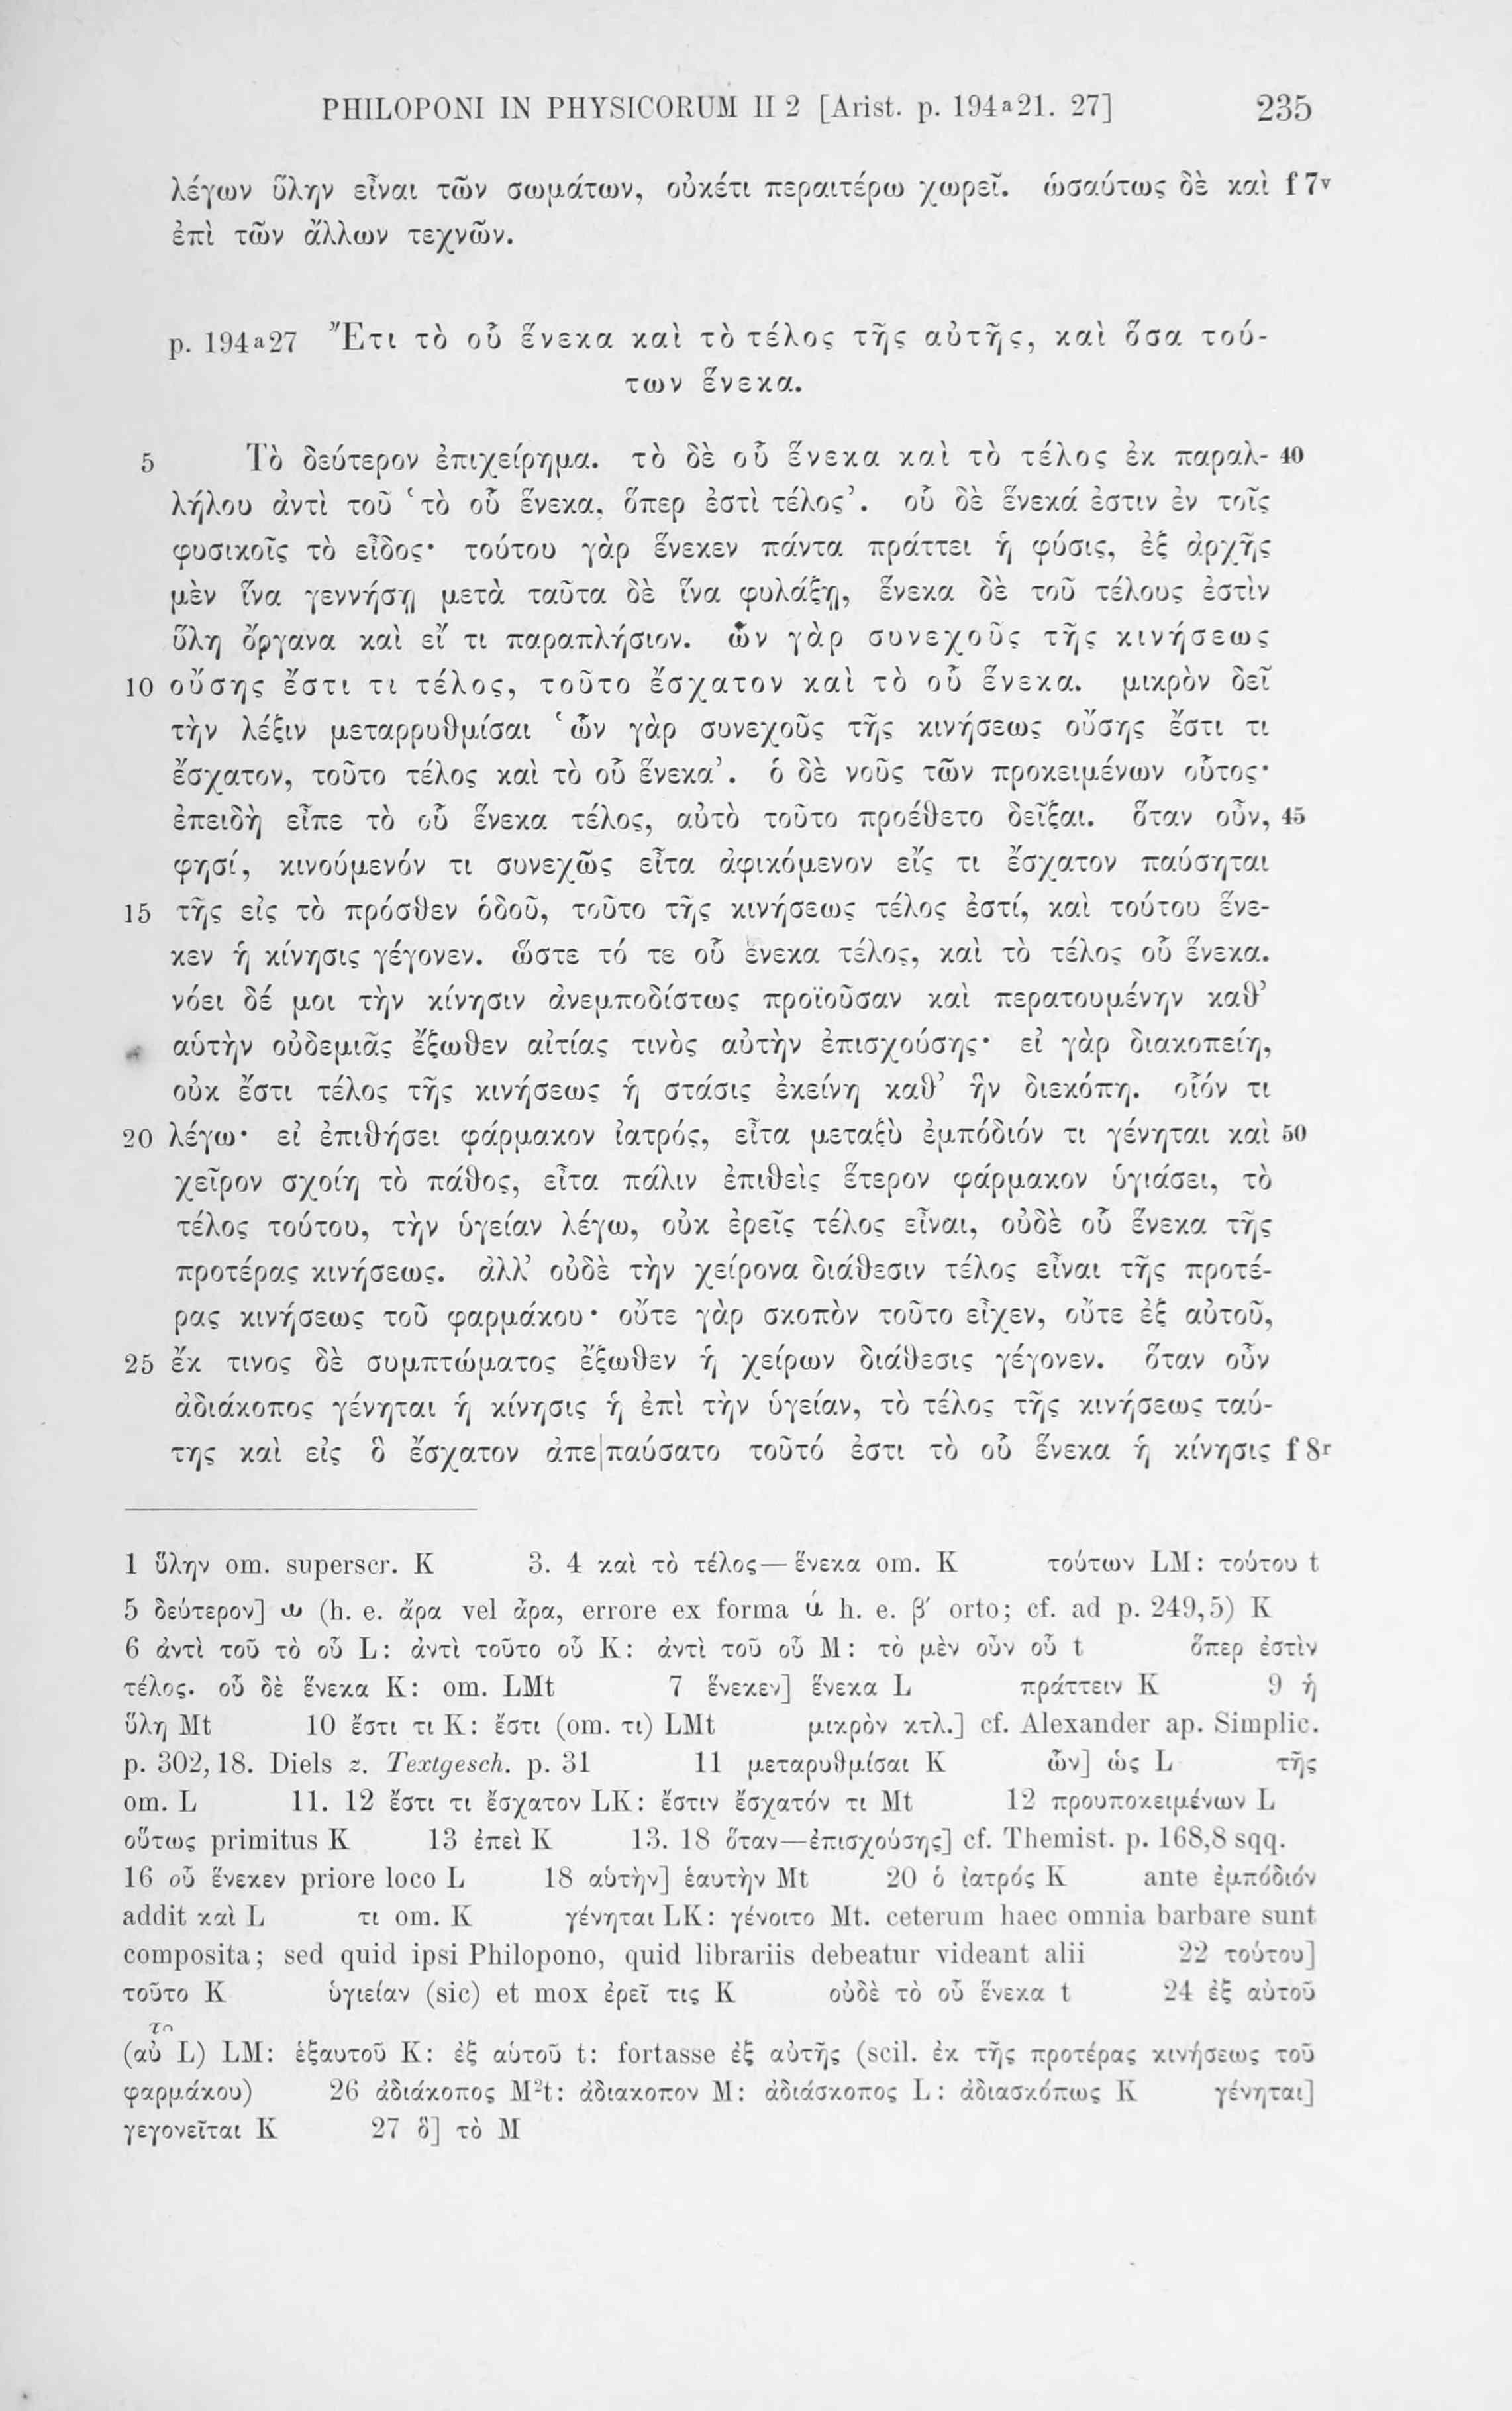 PHILOPONI IN PHYSICORUM II 2 [Arist. p. 194a21. 27] 235
λέγων ὕλην εἶναι τῶν σωμάτων, οὐκέτι περαιτέρω χωρεῖ. ὡσαύτως δὲ καὶ f 7v
ἐπὶ τῶν ἄλλων τεχνῶν.
p. 194a27 Ἔτι τὸ οὗ ἕνεκα καὶ τὸ τέλος τῆς αὐτῆς, καὶ ὅσα τού-
των ἕνεκα.
5 Τὸ δεύτερον ἐπιχείρημα. τὸ δὲ οὗ ἕνεκα καὶ τὸ τέλος ἐκ παραλ- 40
λήλου ἀντὶ τοῦ ‘τὸ οὗ ἕνεκα, ὅπερ ἐστὶ τέλος’. οὗ δὲ ἕνεκά ἐστιν ἐν τοῖς
φυσικοῖς τὸ εἶδος· τούτου γὰρ ἕνεκεν πάντα πράττει ἡ φύσις, ἐξ ἀρχῆς
μὲν ἵνα γεννήσῃ μετὰ ταῦτα δὲ ἵνα φυλάξῃ, ἕνεκα δὲ τοῦ τέλους ἐστὶν
ὕλη ὄργανα καὶ εἴ τι παραπλήσιον. ὧν γὰρ συνεχοῦς τῆς κινήσεως
10 οὔσης ἔστι τι τέλος, τοῦτο ἔσχατον καὶ τὸ οὗ ἕνεκα. μικρὸν δεῖ
τὴν λέξιν μεταρρυθμίσαι ‘ὧν γὰρ συνεχοῦς τῆς κινήσεως οὔσης ἔστι τι
ἔσχατον, τοῦτο τέλος καὶ τὸ οὗ ἕνεκα’. ὁ δὲ νοῦς τῶν προκειμένων οὗτος·
ἐπειδὴ εἶπε τὸ οὗ ἕνεκα τέλος, αὐτὸ τοῦτο προέθετο δεῖξαι. ὅταν οὖν, 45
φησί, κινούμενόν τι συνεχῶς εἶτα ἀφικόμενον εἴς τι ἔσχατον παύσηται
15 τῆς εἰς τὸ πρόσθεν ὁδοῦ, τοῦτο τῆς κινήσεως τέλος ἐστί, καὶ τούτου ἕνε-
κεν ἡ κίνησις γέγονεν. ὥστε τό τε οὗ ἕνεκα τέλος, καὶ τὸ τέλος οὗ ἕνεκα.
νόει δέ μοι τὴν κίνησιν ἀνεμποδίστως προϊοῦσαν καὶ περατουμένην καθ’
αὑτὴν οὐδεμιᾶς ἔξωθεν αἰτίας τινὸς αὐτὴν ἐπισχούσης· εἰ γὰρ διακοπείη,
οὐκ ἔστι τέλος τῆς κινήσεως ἡ στάσις ἐκείνη καθ’ ἣν διεκόπη. οἷόν τι
20 λέγω· εἰ ἐπιθήσει φάρμακον ἰατρός, εἶτα μεταξὺ ἐμπόδιόν τι γένηται καὶ 50
χεῖρον σχοίη τὸ πάθος, εἶτα πάλιν ἐπιθεὶς ἕτερον φάρμακον ὑγιάσει, τὸ
τέλος τούτου, τὴν ὑγείαν λέγω, οὐκ ἐρεῖς τέλος εἶναι, οὐδὲ οὗ ἕνεκα τῆς
προτέρας κινήσεως. ἀλλ’ οὐδὲ τὴν χείρονα διάθεσιν τέλος εἶναι τῆς προτέ-
ρας κινήσεως τοῦ φαρμάκου· οὔτε γὰρ σκοπὸν τοῦτο εἶχεν, οὔτε ἐξ αὐτοῦ,
25 ἔκ τινος δὲ συμπτώματος ἔξωθεν ἡ χείρων διάθεσις γέγονεν. ὅταν οὖν
ἀδιάκοπος γένηται ἡ κίνησις ἡ ἐπὶ τὴν ὑγείαν, τὸ τέλος τῆς κινήσεως ταύ-
της καὶ εἰς ὃ ἔσχατον ἀπε|παύσατο τοῦτό ἐστι τὸ οὗ ἕνεκα ἡ κίνησις f 8r
1 ὕλην om. superscr. K 3. 4 καὶ τὸ τέλος—ἕνεκα om. K τούτων LM: τούτου t
5 δεύτερον] (h. e. ἄρα vel ἆρα, errore ex forma h. e. β′ orto; cf. ad p. 249,5) K
6 ἀντὶ τοῦ τὸ οὗ L: ἀντὶ τοῦτο οὗ K: ἀντὶ τοῦ οὗ M: τὸ μὲν οὖν οὗ t ὅπερ ἐστὶν
τέλος. οὗ δὲ ἕνεκα K: om. LMt 7 ἕνεκεν] ἕνεκα L πράττειν K 9 ἡ
ὕλη Mt 10 ἔστι τι K: ἔστι (om. τι) LMt μικρὸν κτλ.] cf. Alexander ap. Simplic.
p. 302,18. Diels z. Textgesch. p. 31 11 μεταρυθμίσαι K ὧν] ὡς L τῆς
om. L 11. 12 ἔστι τι ἔσχατον LK: ἔστιν ἔσχατόν τι Mt 12 προυποκειμένων L
οὕτως primitus K 13 ἐπεὶ K 13. 18 ὅταν—ἐπισχούσης] cf. Themist. p. 168,8 sqq.
16 οὗ ἕνεκεν priore loco L 18 αὑτὴν] ἑαυτὴν Mt 20 ὁ ἰατρός K ante ἐμπόδιόν
addit καὶ L τι om. K γένηται LK: γένοιτο Mt. ceterum haec omnia barbare sunt
composita; sed quid ipsi Philopono, quid librariis debeatur videant alii 22 τούτου]
τοῦτο K ὑγιείαν (sic) et mox ἐρεῖ τις K οὐδὲ τὸ οὗ ἕνεκα t 24 ἐξ αὐτοῦ
(αὐ L) LM: ἑξαυτοῦ K: ἐξ αὑτοῦ t: fortasse ἐξ αὐτῆς (scil. ἐκ τῆς προτέρας κινήσεως τοῦ
φαρμάκου) 26 ἀδιάκοπος M2t: ἀδιακοπον M: ἀδιάσκοπος L: ἀδιασκόπως K γένηται]
γεγονεῖται K 27 ὃ] τὸ M